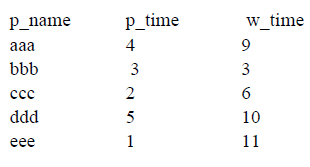 p_name p_time w_time
aaa 4 9
bbb 3 3
ccc 2 6
ddd 5 10
eee 1 11